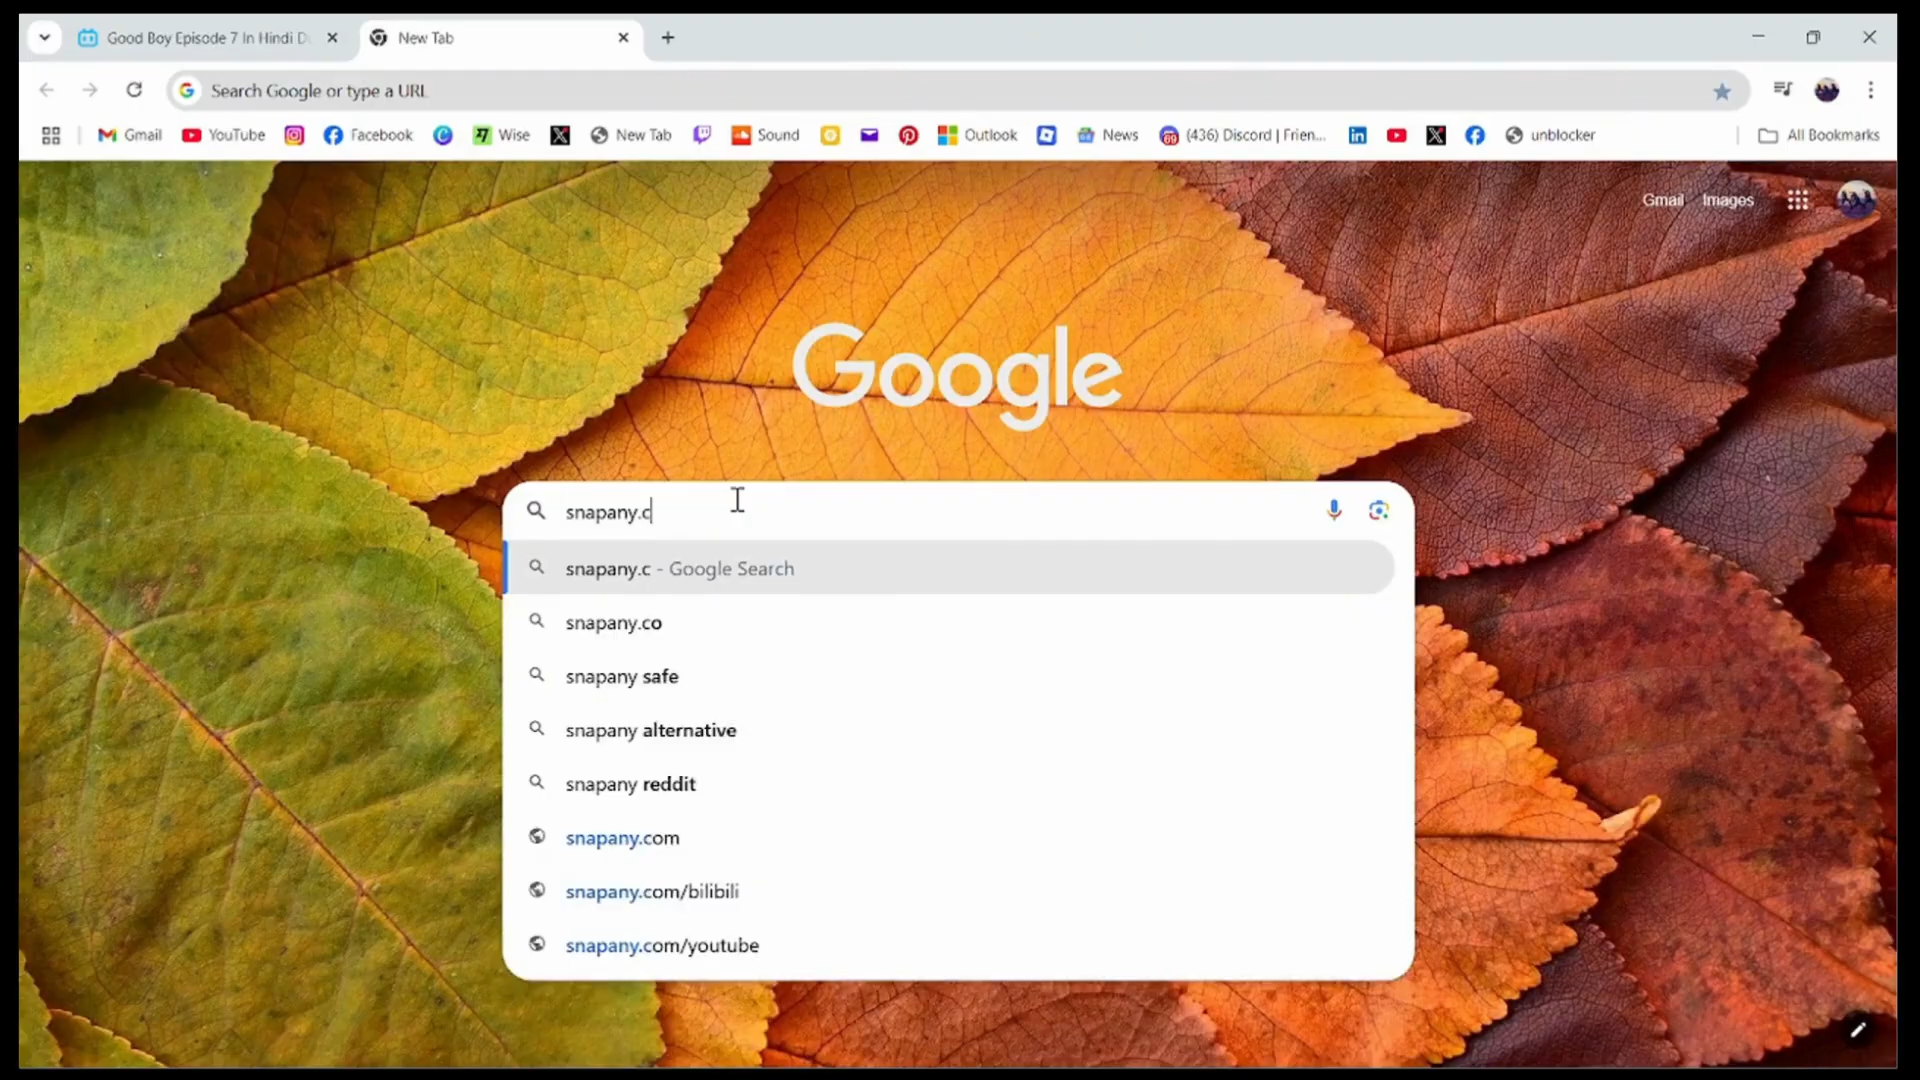 Good Boy Episode 7 In Hindi D
New Tab
Search Google or type a URL
Gmail
YouTube
Facebook
Wise
New Tab
Sound
Outlook
News
(436) Discord | Frien...
unblocker
All Bookmarks
Gmail Images
Google
snapany.c
snapany.c - Google Search
snapany.co
snapany safe
snapany alternative
snapany reddit
snapany.com
snapany.com/bilibili
snapany.com/youtube